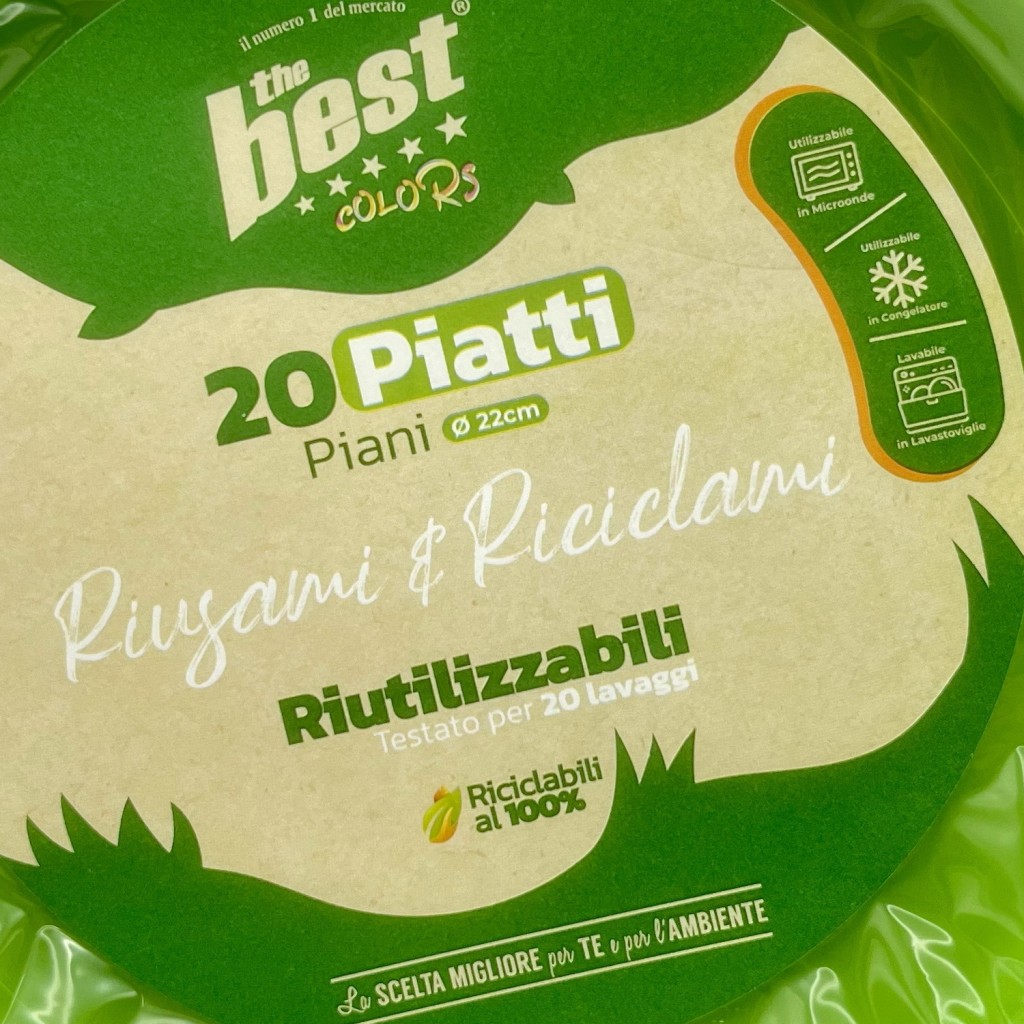 il numero 1 del mercato
the
best®
COLORS
Utilizzabile
in Microonde
Utilizzabile
in Congelatore
Lavabile
in Lavastoviglie
20 Piatti
Piani Ø 22cm
Riusami & Riciclami
Riutilizzabili
Testato per 20 lavaggi
Riciclabili
al 100%
La SCELTA MIGLIORE per TE e per l'AMBIENTE